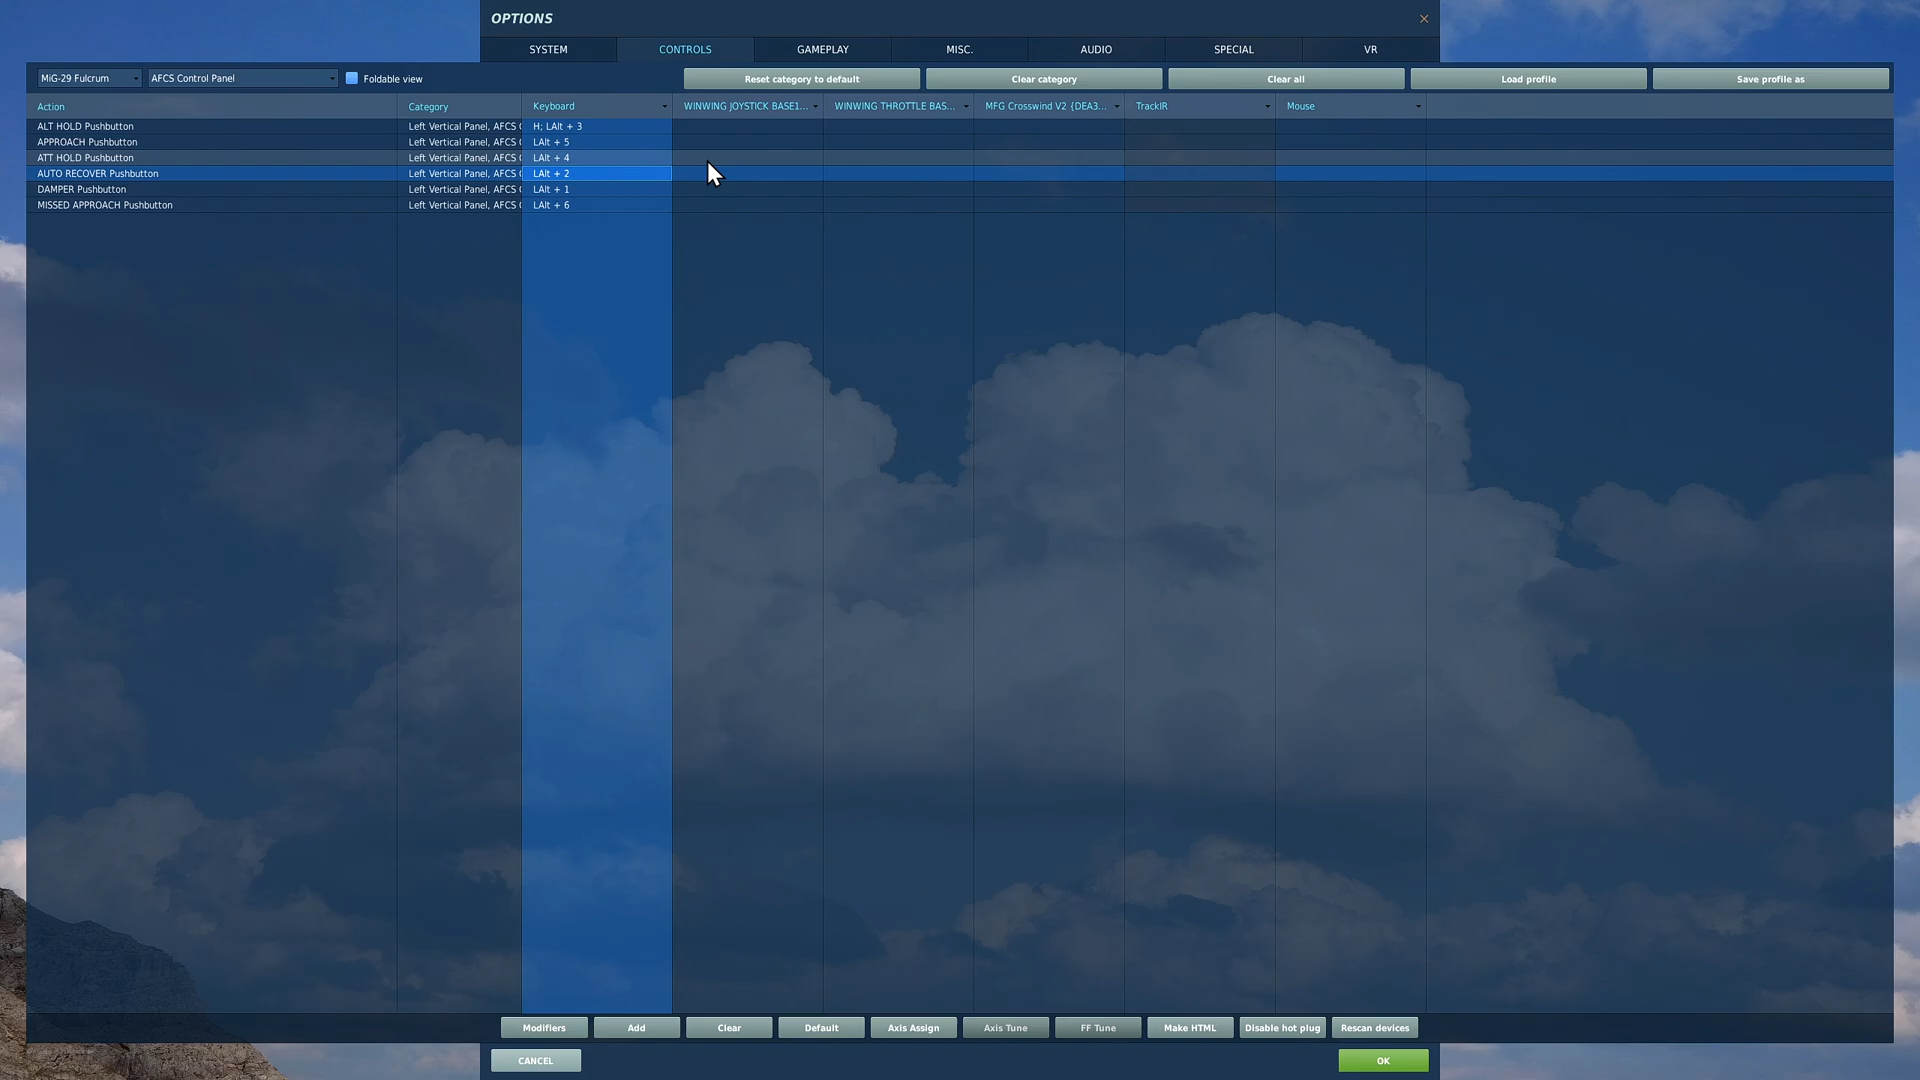 OPTIONS
SYSTEM CONTROLS GAMEPLAY MISC. AUDIO SPECIAL VR
MiG-29 Fulcrum AFCS Control Panel Foldable view Reset category to default Clear category Clear all Load profile Save profile as
Action Category Keyboard WINWING JOYSTICK BASE1... WINWING THROTTLE BAS... MFG Crosswind V2 {DEA3... TrackIR Mouse
ALT HOLD Pushbutton Left Vertical Panel, AFCS C H; LAlt + 3
APPROACH Pushbutton Left Vertical Panel, AFCS C LAlt + 5
ATT HOLD Pushbutton Left Vertical Panel, AFCS C LAlt + 4
AUTO RECOVER Pushbutton Left Vertical Panel, AFCS C LAlt + 2
DAMPER Pushbutton Left Vertical Panel, AFCS C LAlt + 1
MISSED APPROACH Pushbutton Left Vertical Panel, AFCS C LAlt + 6
Modifiers Add Clear Default Axis Assign Axis Tune FF Tune Make HTML Disable hot plug Rescan devices
CANCEL OK